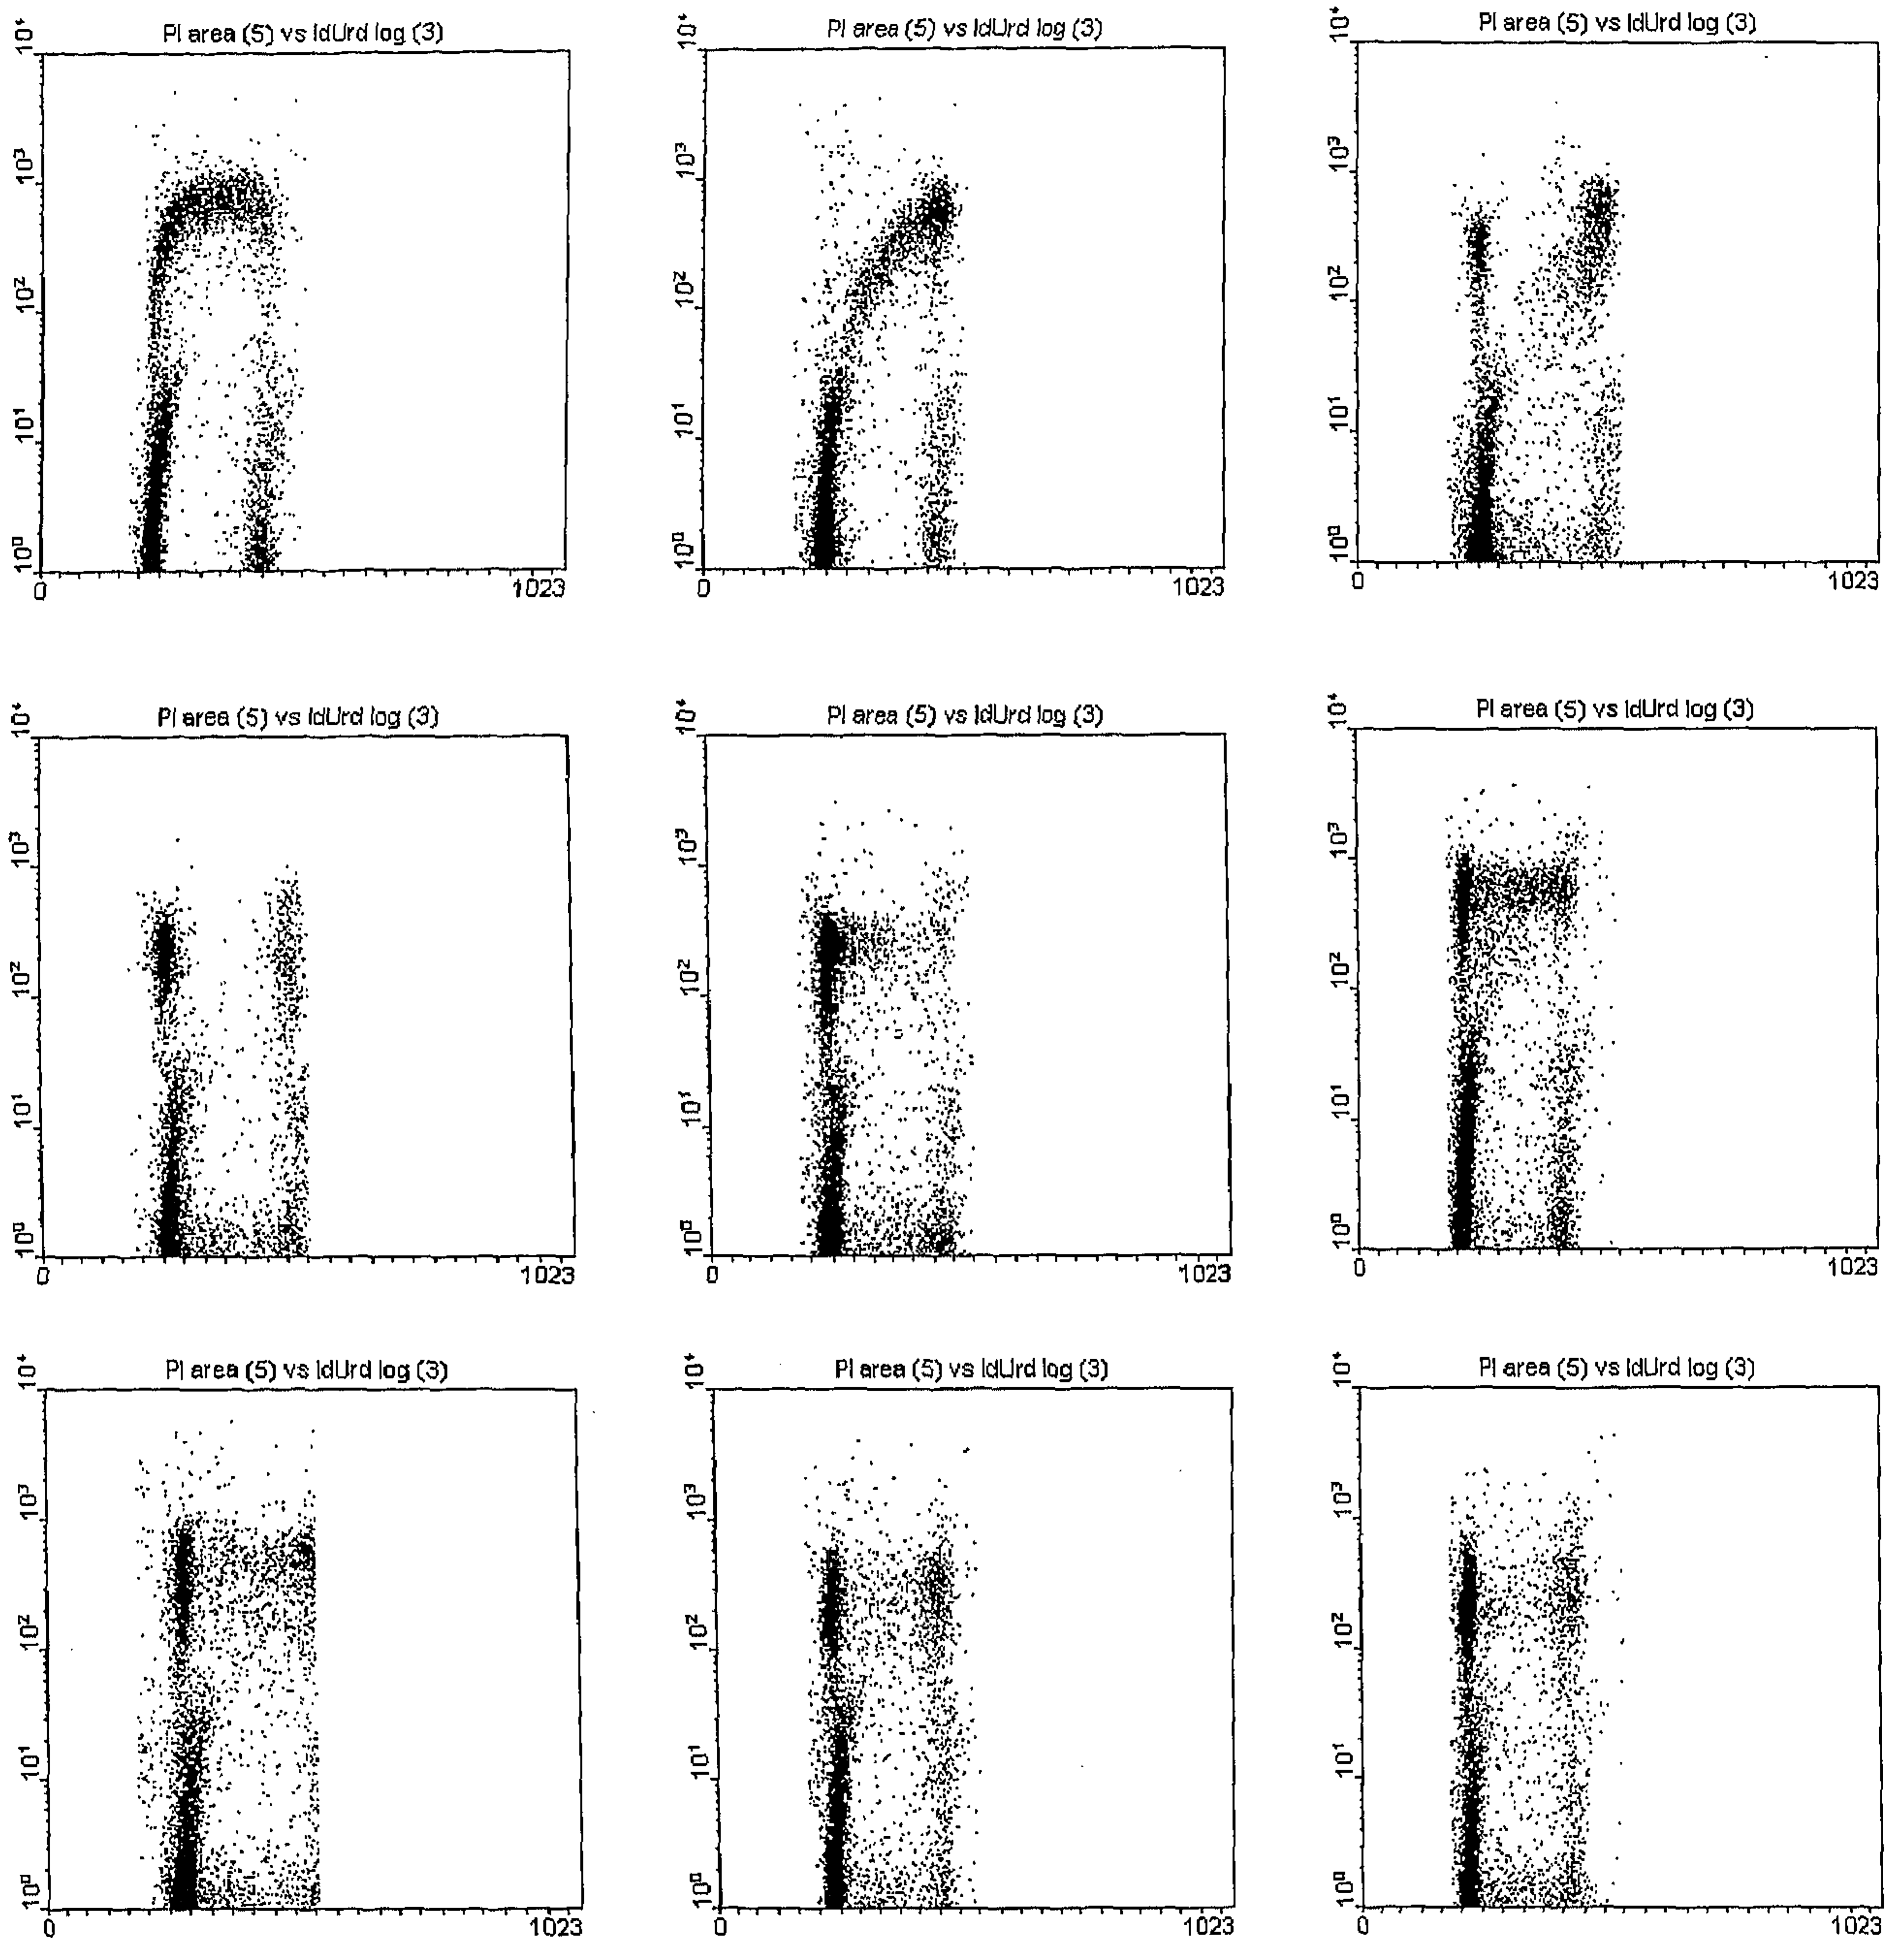 PI area (5) vs IdUrd log (3) PI area (5) vs IdUrd log (3) PI area (5) vs IdUrd log (3)
10⁴ 10⁴ 10⁴
10³ 10³ 10³
10² 10² 10²
10¹ 10¹ 10¹
10⁰ 10⁰ 10⁰
0 1023 0 1023 0 1023
PI area (5) vs IdUrd log (3) PI area (5) vs IdUrd log (3) PI area (5) vs IdUrd log (3)
10⁴ 10⁴ 10⁴
10³ 10³ 10³
10² 10² 10²
10¹ 10¹ 10¹
10⁰ 10⁰ 10⁰
0 1023 0 1023 0 1023
PI area (5) vs IdUrd log (3) PI area (5) vs IdUrd log (3) PI area (5) vs IdUrd log (3)
10⁴ 10⁴ 10⁴
10³ 10³ 10³
10² 10² 10²
10¹ 10¹ 10¹
10⁰ 10⁰ 10⁰
0 1023 0 1023 0 1023